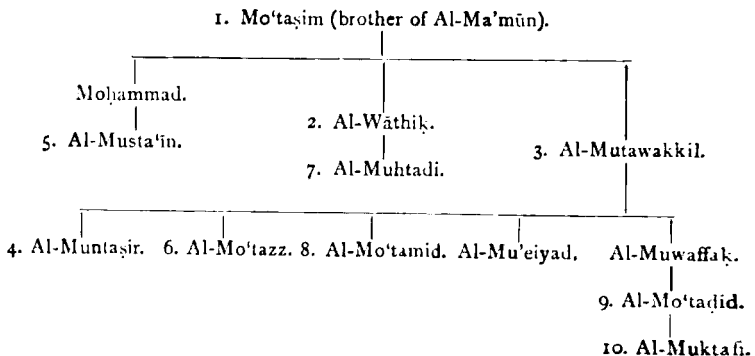 1. Mo‘taṣim (brother of Al-Ma’mūn).
Moḥammad.
2. Al-Wāthiḳ.
5. Al-Musta‘īn.
3. Al-Mutawakkil.
7. Al-Muhtadi.
4. Al-Muntaṣir. 6. Al-Mo‘tazz. 8. Al-Mo‘tamid. Al-Mu’eiyad. Al-Muwaffaḳ.
9. Al-Mo‘taḍid.
10. Al-Muktafi.